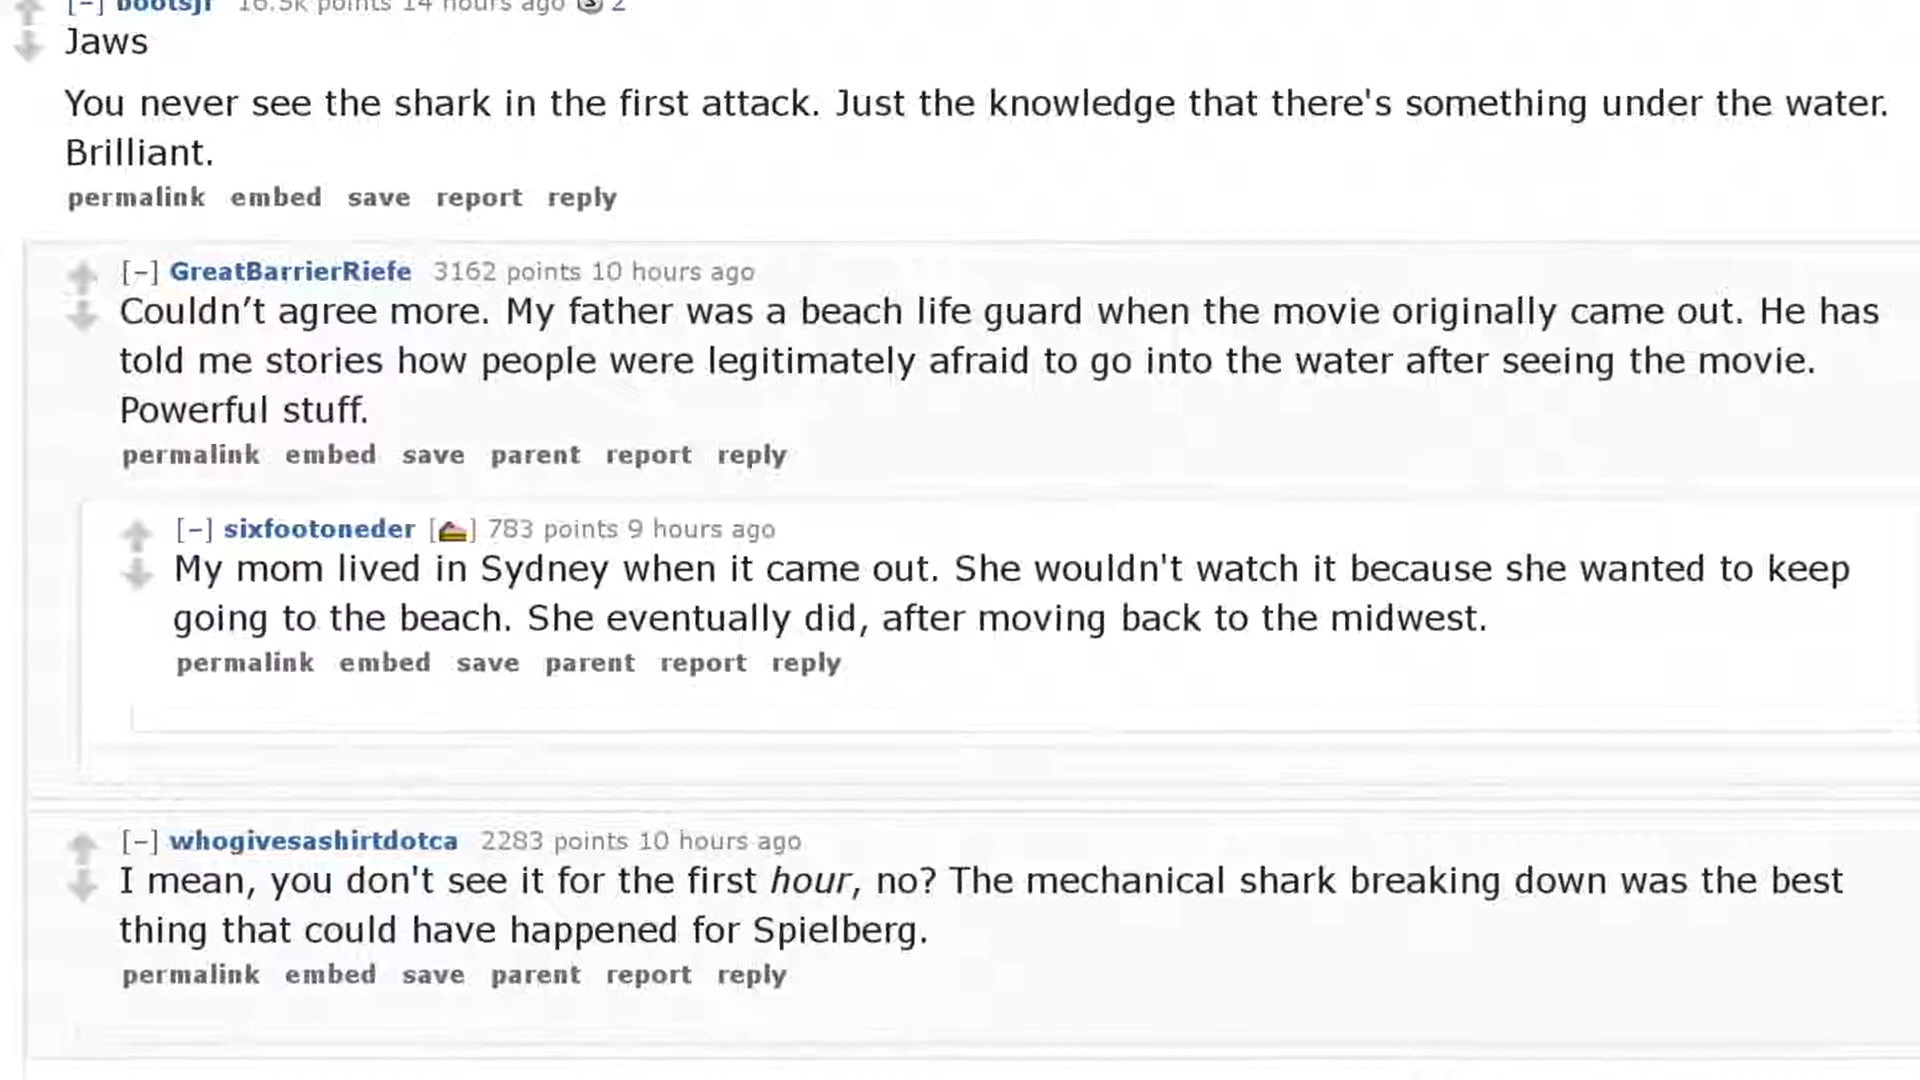 [-] bootsjr 16.5k points 14 hours ago 2
Jaws
You never see the shark in the first attack. Just the knowledge that there's something under the water.
Brilliant.
permalink embed save report reply
[-] GreatBarrierRiefe 3162 points 10 hours ago
Couldn’t agree more. My father was a beach life guard when the movie originally came out. He has
told me stories how people were legitimately afraid to go into the water after seeing the movie.
Powerful stuff.
permalink embed save parent report reply
[-] sixfootoneder [] 783 points 9 hours ago
My mom lived in Sydney when it came out. She wouldn't watch it because she wanted to keep
going to the beach. She eventually did, after moving back to the midwest.
permalink embed save parent report reply
[-] whogivesashirtdotca 2283 points 10 hours ago
I mean, you don't see it for the first hour, no? The mechanical shark breaking down was the best
thing that could have happened for Spielberg.
permalink embed save parent report reply